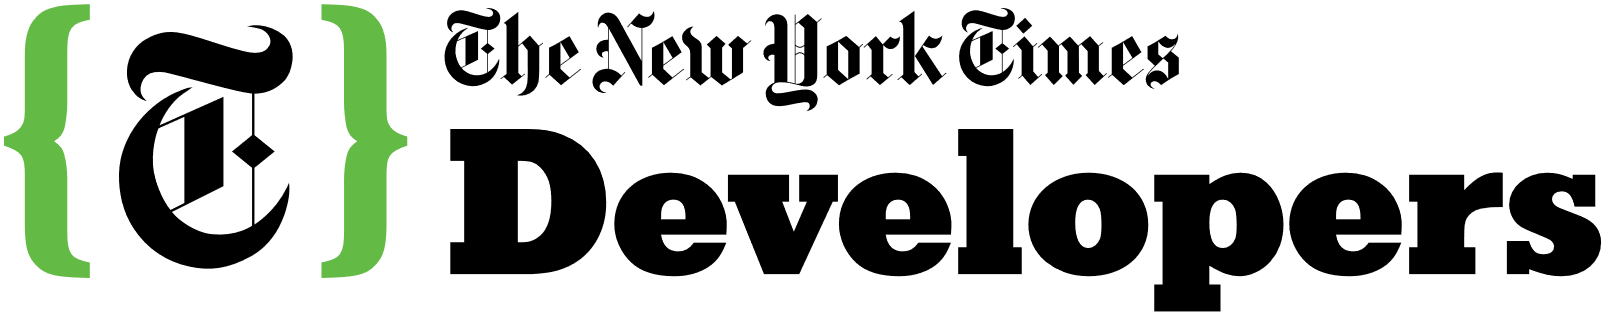 {T}
The New York Times
Developers